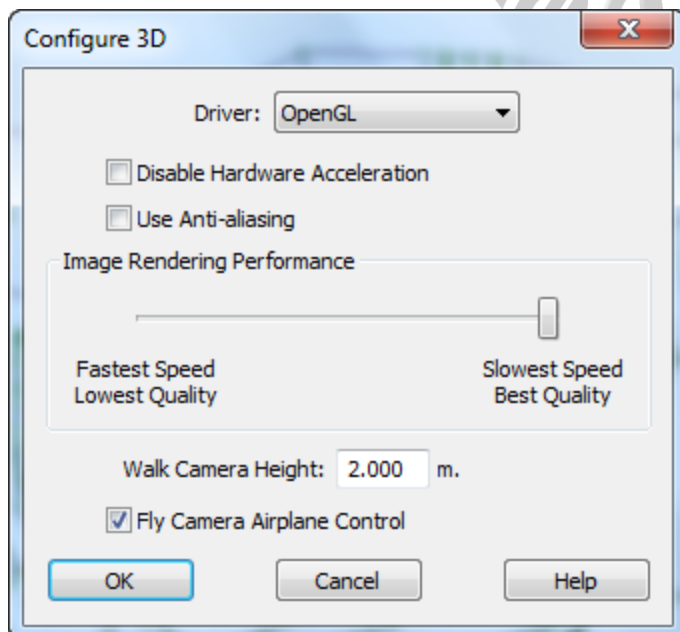 Configure 3D
Driver: OpenGL
Disable Hardware Acceleration
Use Anti-aliasing
Image Rendering Performance
Fastest Speed Slowest Speed
Lowest Quality Best Quality
Walk Camera Height: 2.000 m.
Fly Camera Airplane Control
OK Cancel Help